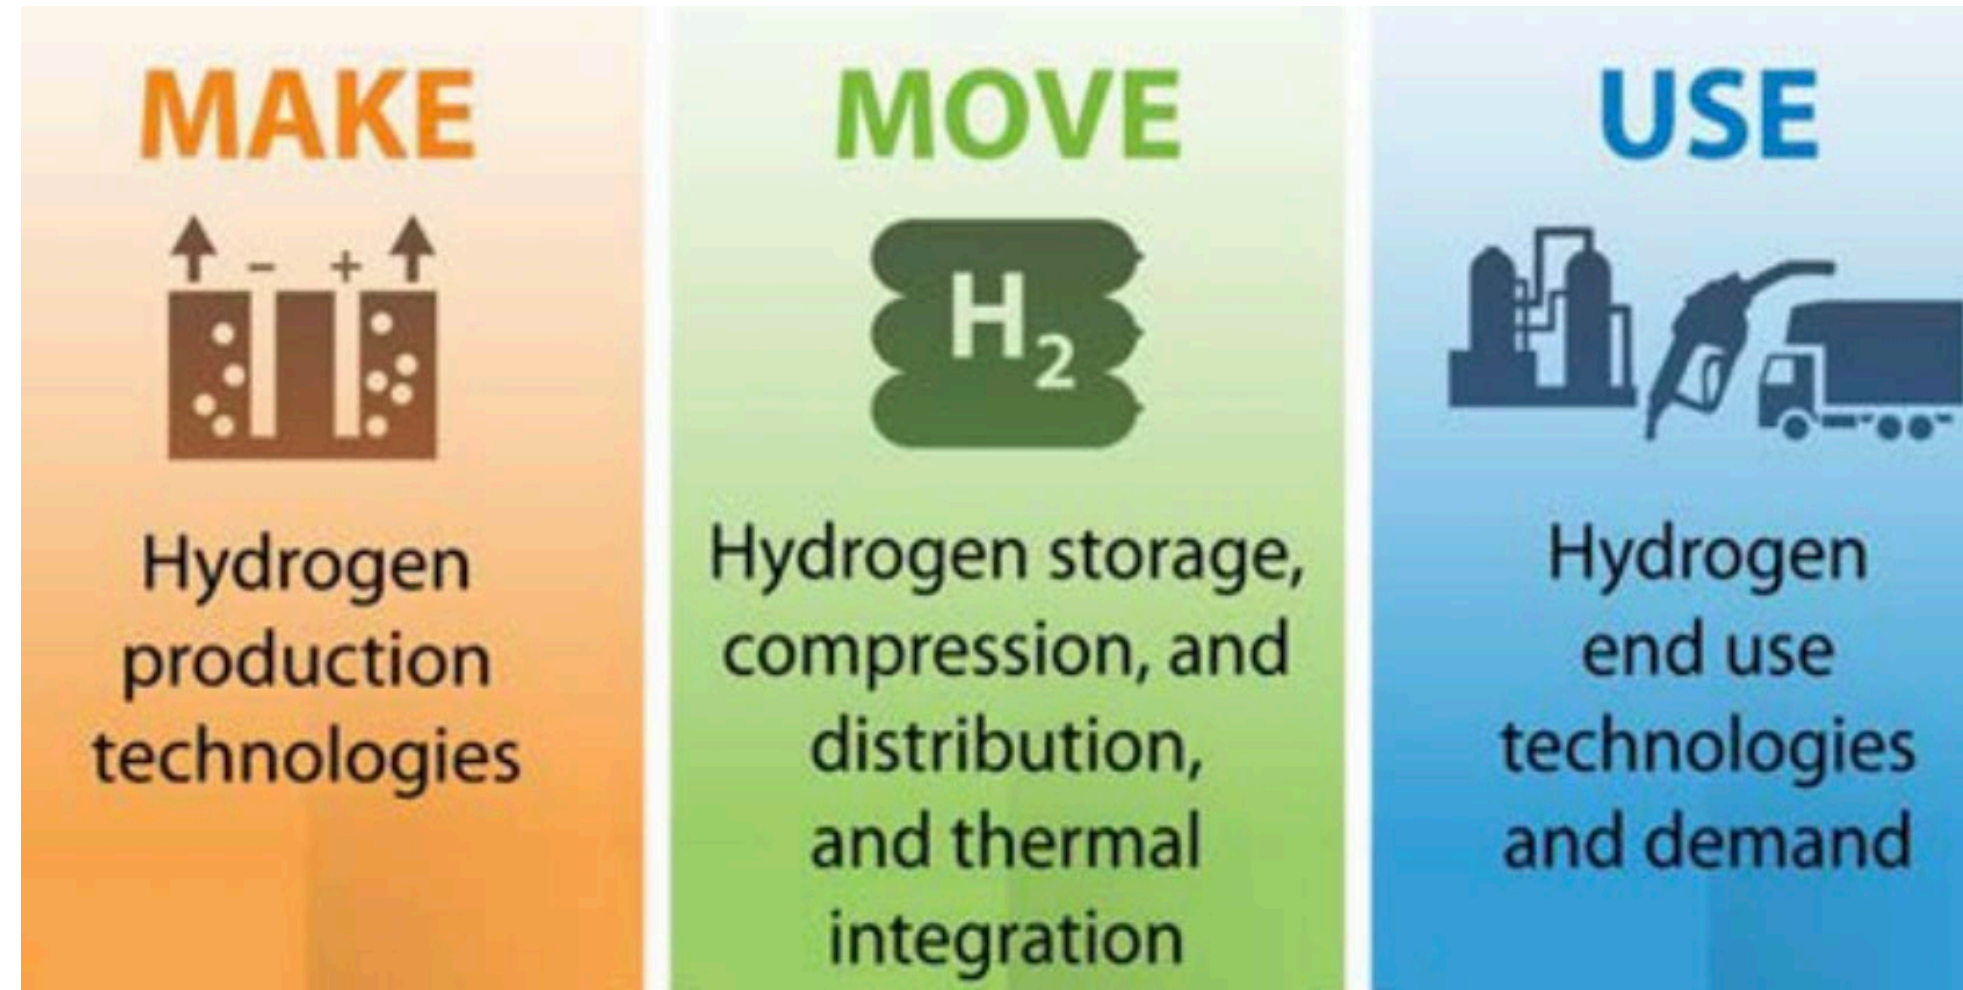 MAKE
− +
Hydrogen
production
technologies
MOVE
H₂
Hydrogen storage,
compression, and
distribution,
and thermal
integration
USE
Hydrogen
end use
technologies
and demand